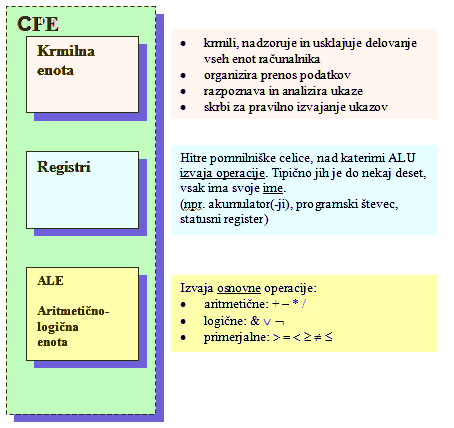 CPE
Krmilna
enota
• krmili, nadzoruje in usklajuje delovanje
vseh enot računalnika
• organizira prenos podatkov
• razpoznava in analizira ukaze
• skrbi za pravilno izvajanje ukazov
Registri
Hitre pomnilniške celice, nad katerimi ALU
izvaja operacije. Tipično jih je do nekaj deset,
vsak ima svoje ime.
(npr. akumulator(-ji), programski števec,
statusni register)
ALE
Aritmetično-
logična
enota
Izvaja osnovne operacije:
• aritmetične: + – * /
• logične: & ∨ ¬
• primerjalne: > = < ≥ ≠ ≤